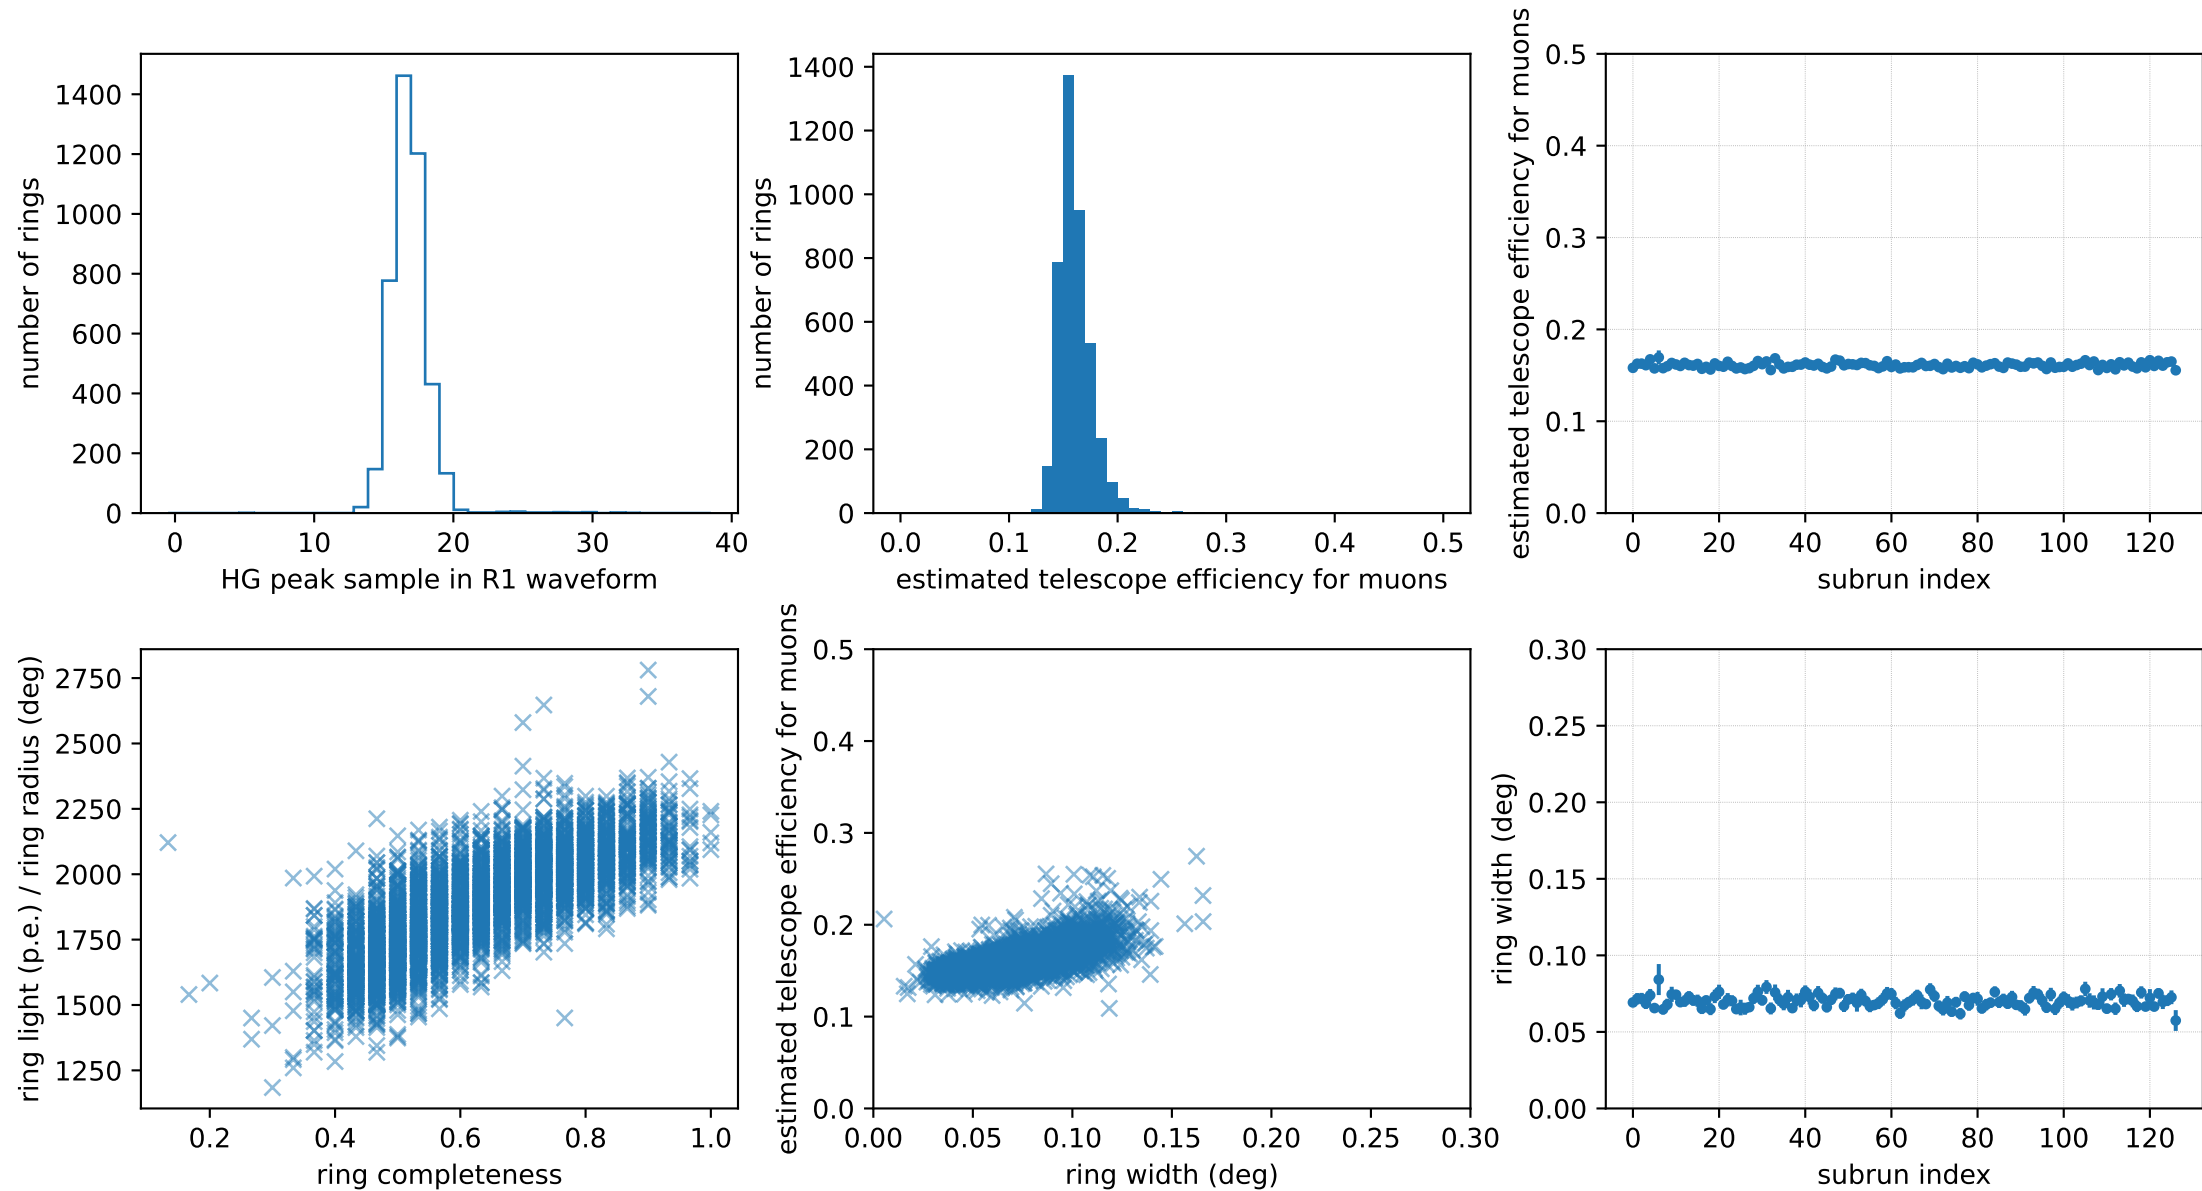 number of rings
1400
1200
1000
800
600
400
200
0
0 10 20 30 40
HG peak sample in R1 waveform
number of rings
1400
1200
1000
800
600
400
200
0
0.0 0.1 0.2 0.3 0.4 0.5
estimated telescope efficiency for muons
estimated telescope efficiency for muons
0.5
0.4
0.3
0.2
0.1
0.0
0 20 40 60 80 100 120
subrun index
ring light (p.e.) / ring radius (deg)
2750
2500
2250
2000
1750
1500
1250
0.2 0.4 0.6 0.8 1.0
ring completeness
estimated telescope efficiency for muons
0.5
0.4
0.3
0.2
0.1
0.0
0.00 0.05 0.10 0.15 0.20 0.25 0.30
ring width (deg)
ring width (deg)
0.30
0.25
0.20
0.15
0.10
0.05
0.00
0 20 40 60 80 100 120
subrun index